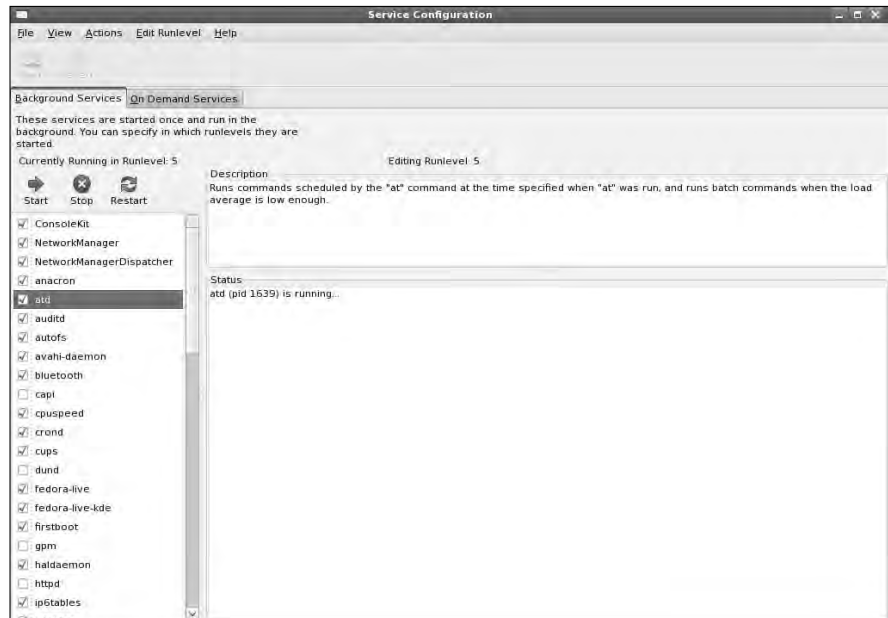 Service Configuration
File View Actions Edit Runlevel Help
Background Services On Demand Services
These services are started once and run in the
background. You can specify in which runlevels they are
started.
Currently Running in Runlevel: 5 Editing Runlevel: 5
Start Stop Restart
Description
Runs commands scheduled by the "at" command at the time specified when "at" was run, and runs batch commands when the load
average is low enough.
ConsoleKit
NetworkManager
NetworkManagerDispatcher
anacron
atd
auditd
autofs
avahi-daemon
bluetooth
capi
cpuspeed
crond
cups
dund
fedora-live
fedora-live-kde
firstboot
gpm
haldaemon
httpd
ip6tables
Status
atd (pid 1639) is running...